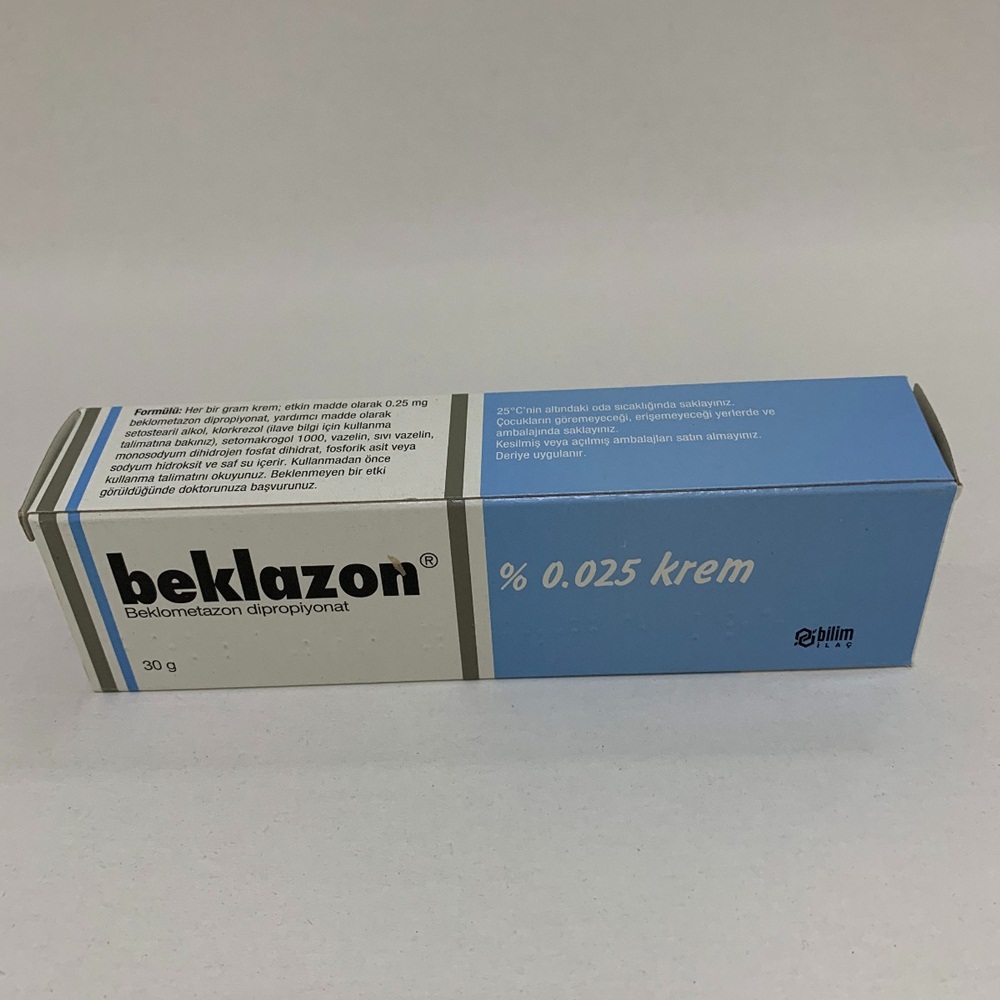 Formülü: Her bir gram krem; etkin madde olarak 0.25 mg
beklometazon dipropiyonat, yardımcı madde olarak
setostearil alkol, klorkrezol (ilave bilgi için kullanma
talimatına bakınız), setomakrogol 1000, vazelin, sıvı vazelin,
monosodyum dihidrojen fosfat dihidrat, fosforik asit veya
sodyum hidroksit ve saf su içerir. Kullanmadan önce
kullanma talimatını okuyunuz. Beklenmeyen bir etki
görüldüğünde doktorunuza başvurunuz.
25°C'nin altındaki oda sıcaklığında saklayınız.
Çocukların göremeyeceği, erişemeyeceği yerlerde ve
ambalajında saklayınız.
Kesilmiş veya açılmış ambalajları satın almayınız.
Deriye uygulanır.
beklazon®
Beklometazon dipropiyonat
30 g
% 0.025 krem
bilim
İLAÇ